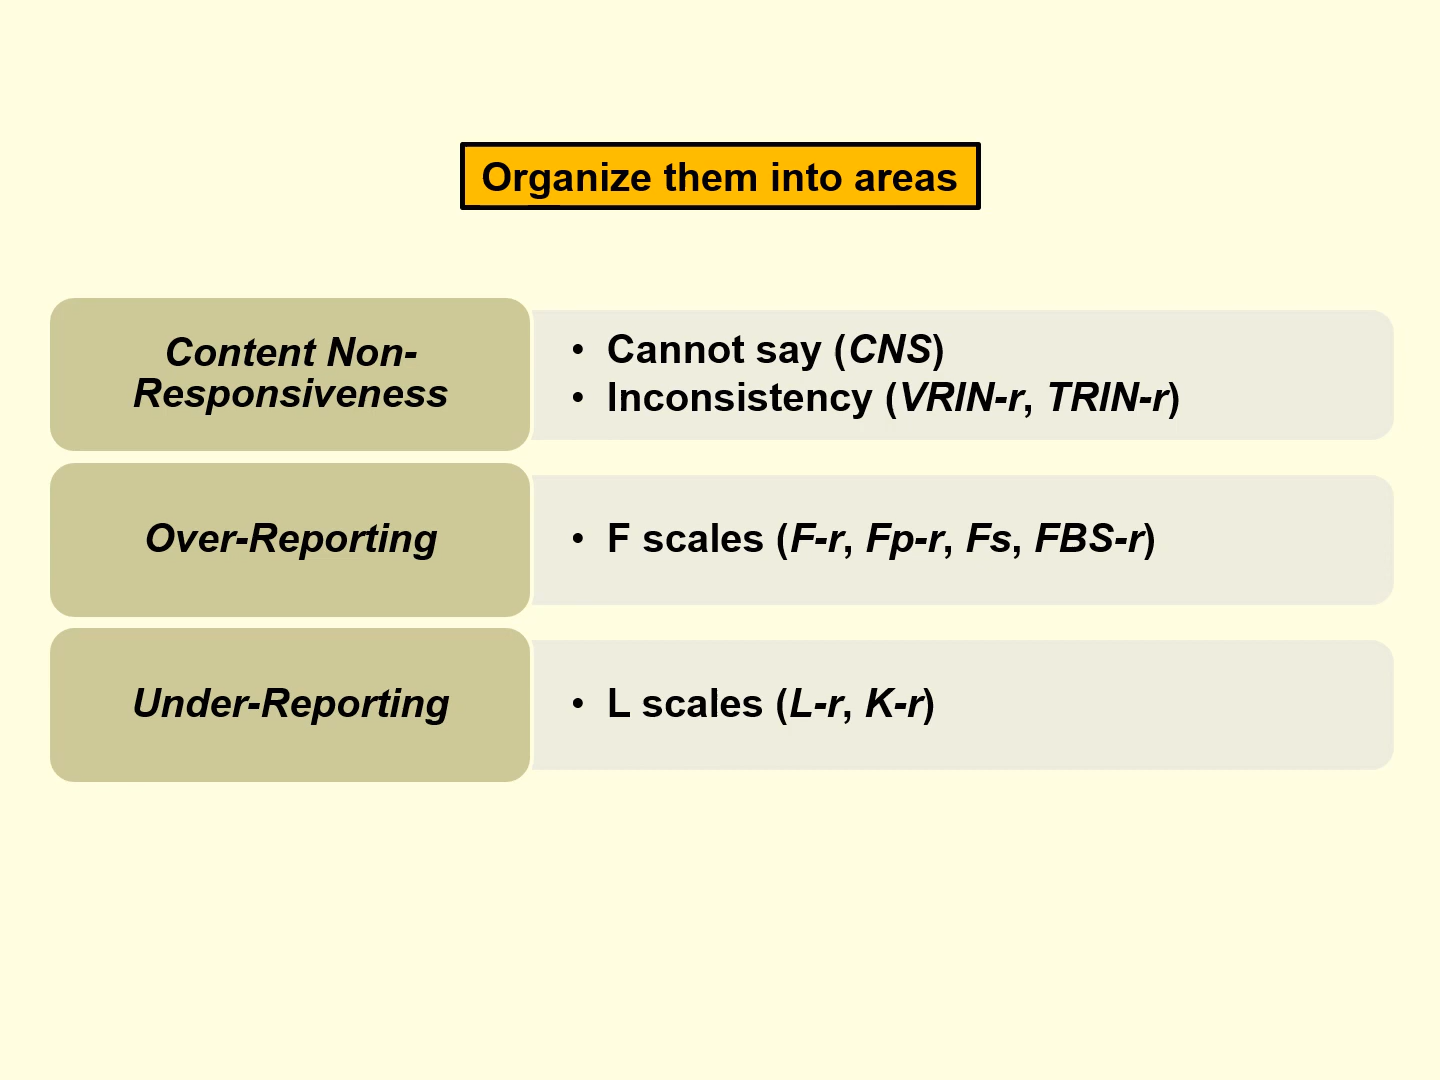 Organize them into areas
Content Non-
Responsiveness
• Cannot say (CNS)
• Inconsistency (VRIN-r, TRIN-r)
Over-Reporting
• F scales (F-r, Fp-r, Fs, FBS-r)
Under-Reporting
• L scales (L-r, K-r)